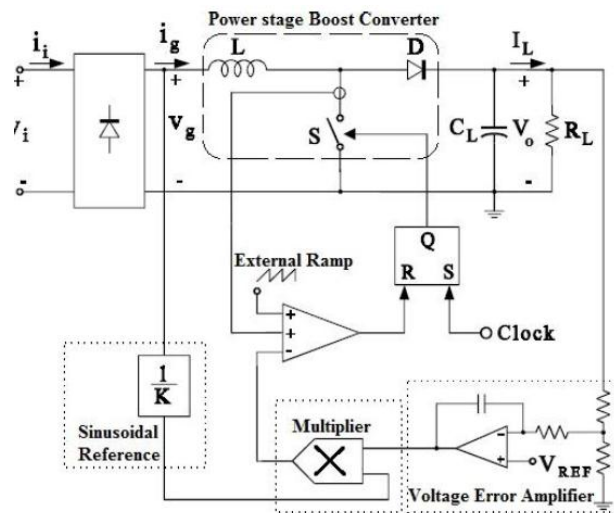 Power stage Boost Converter
i_i
i_g
L
D
I_L
+
+
+
V_i
V_g
S
C_L
V_o
R_L
-
-
-
Q
R S
External Ramp
+
+
-
Clock
1
K
Sinusoidal
Reference
Multiplier
-
+
V_REF
Voltage Error Amplifier